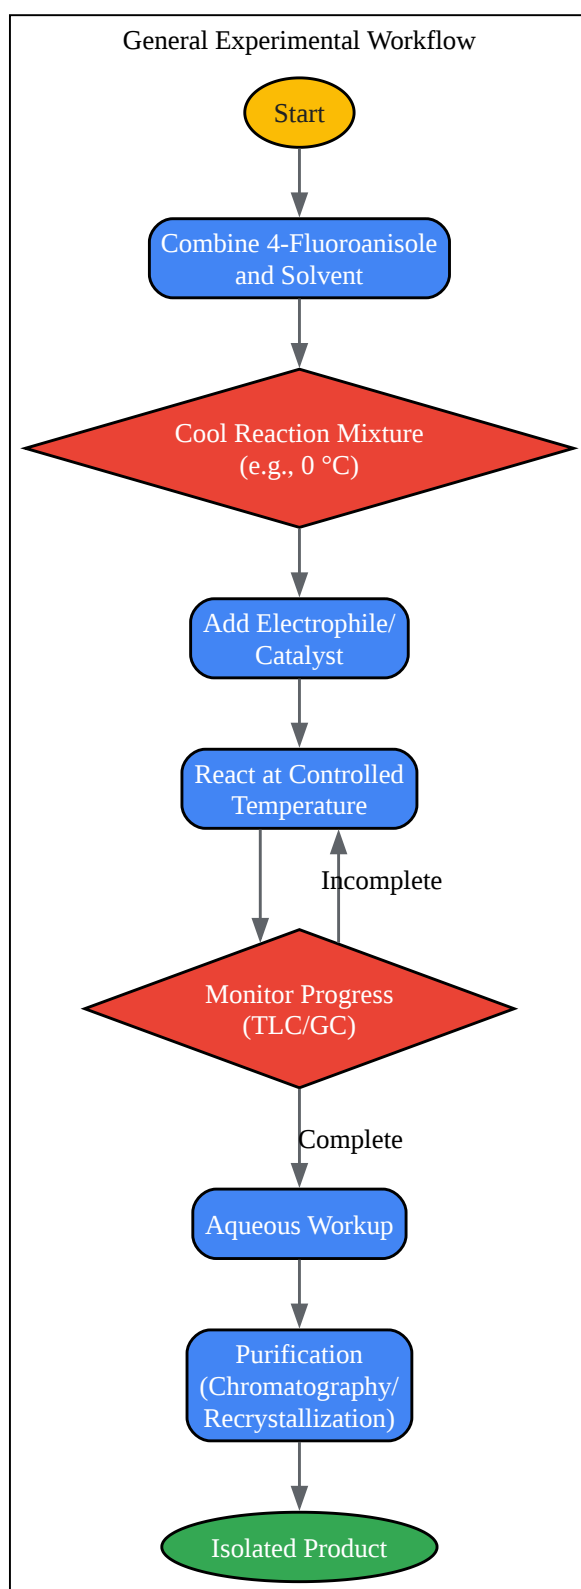 General Experimental Workflow
Start
Combine 4-Fluoroanisole
and Solvent
Cool Reaction Mixture
(e.g., 0 °C)
Add Electrophile/
Catalyst
React at Controlled
Temperature
Incomplete
Monitor Progress
(TLC/GC)
Complete
Aqueous Workup
Purification
(Chromatography/
Recrystallization)
Isolated Product